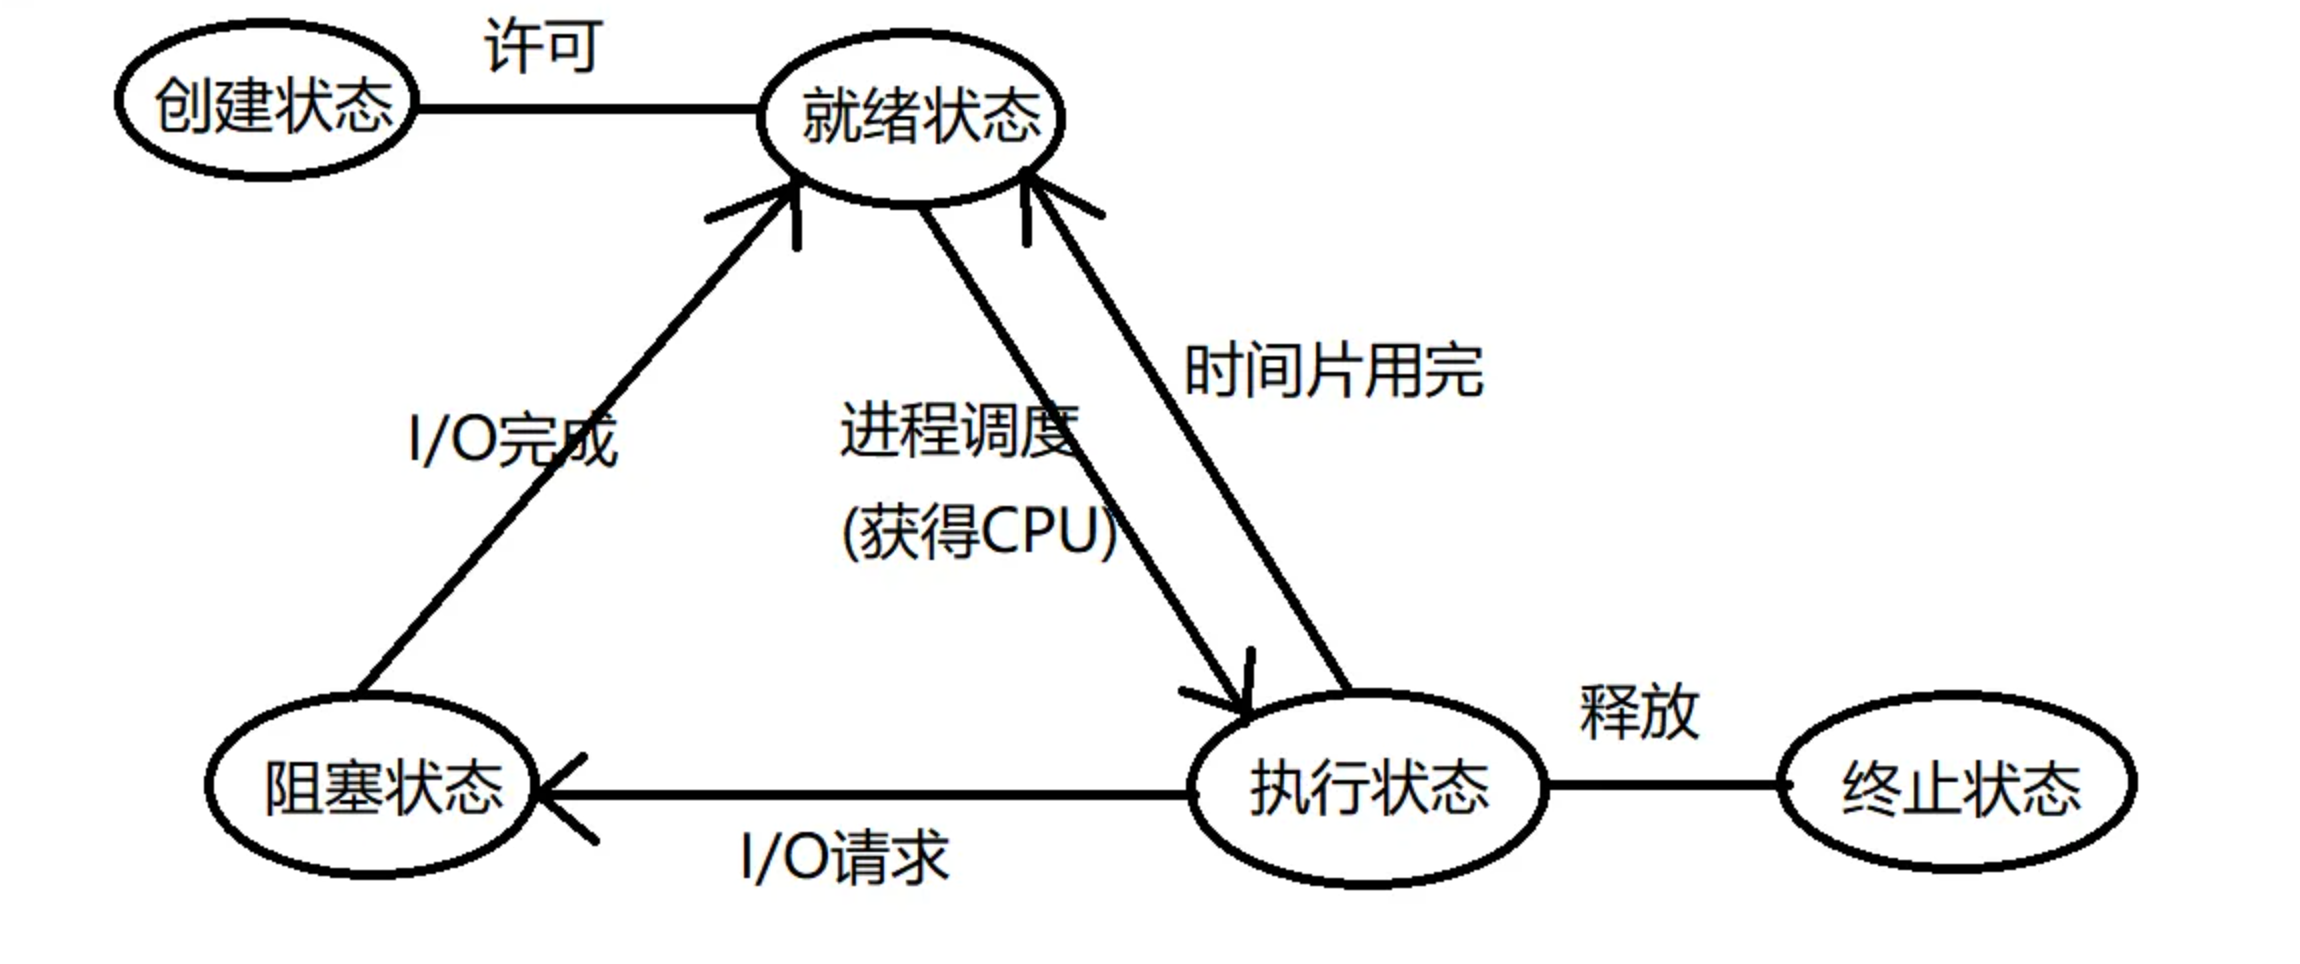 许可
创建状态
就绪状态
时间片用完
I/O完成
进程调度
(获得CPU)
释放
阻塞状态
执行状态
终止状态
I/O请求